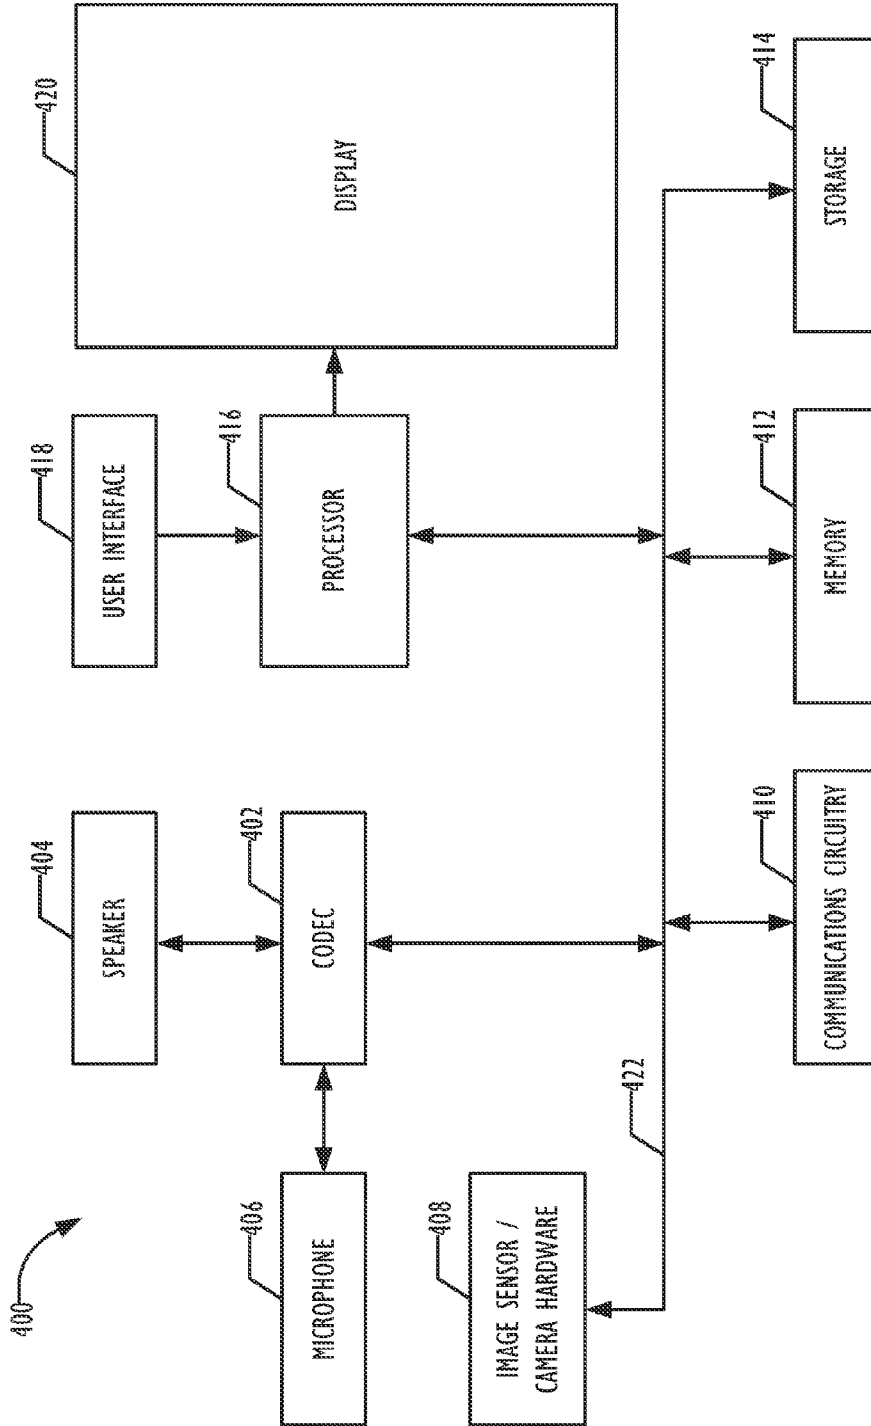 400
404
SPEAKER
418
USER INTERFACE
420
DISPLAY
406
MICROPHONE
402
CODEC
416
PROCESSOR
408
IMAGE SENSOR /
CAMERA HARDWARE
422
410
COMMUNICATIONS CIRCUITRY
412
MEMORY
414
STORAGE